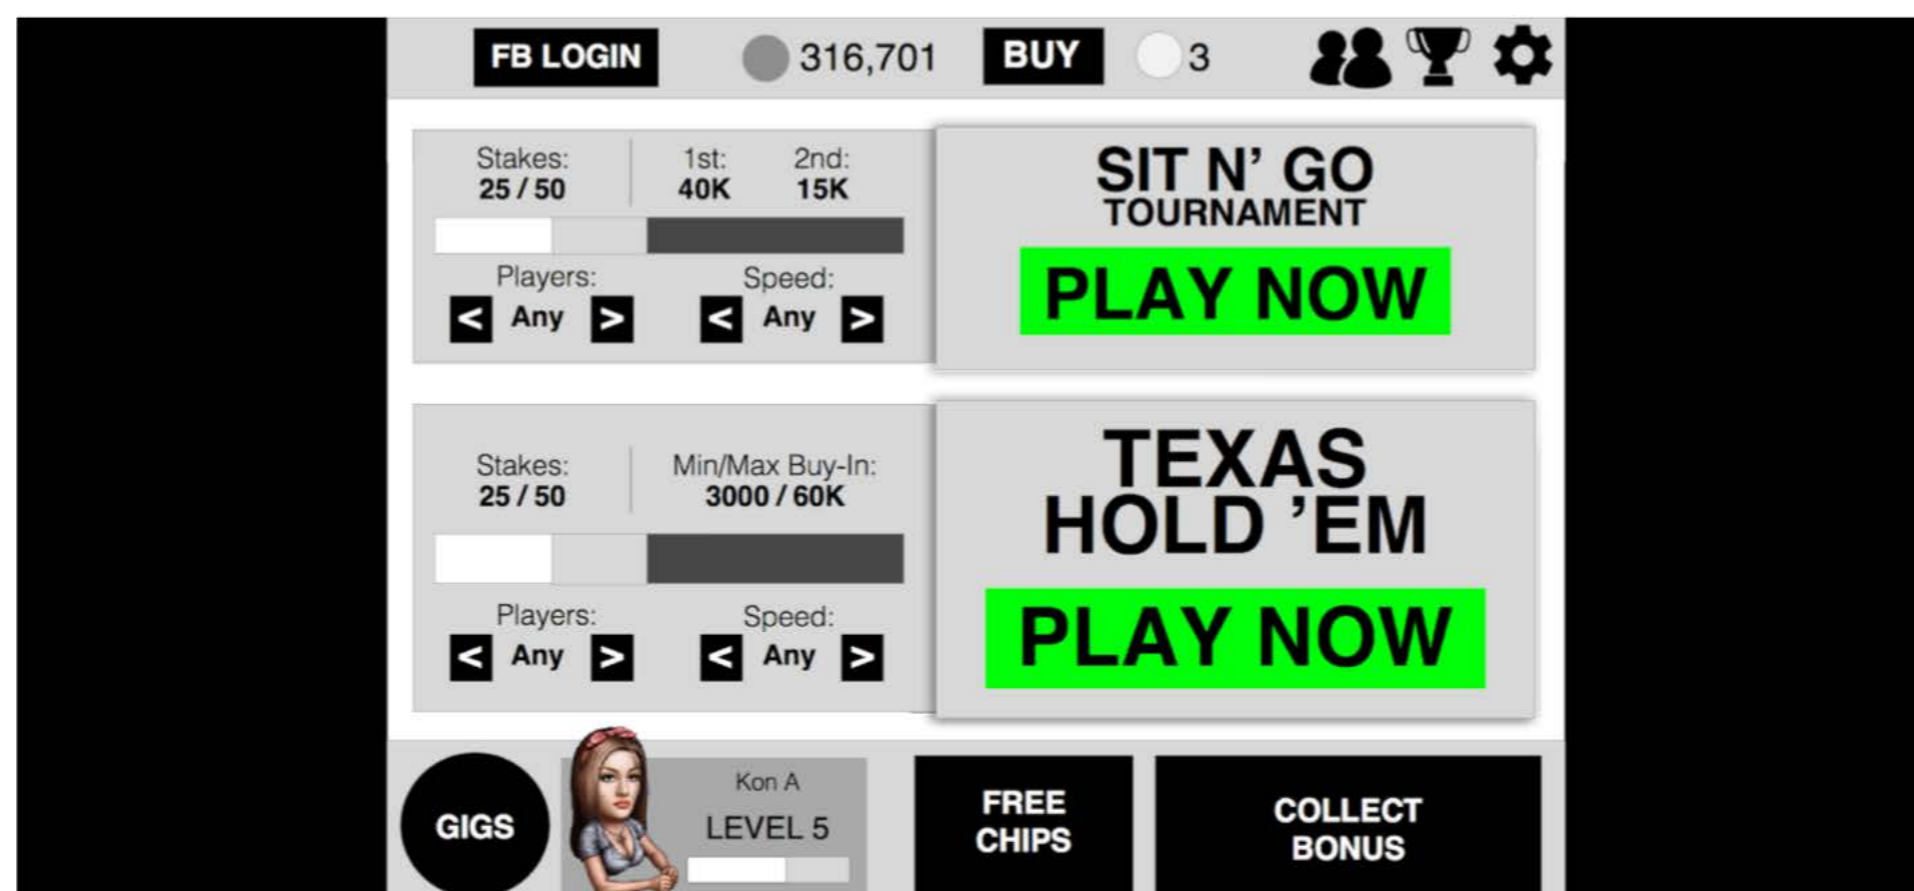 FB LOGIN 316,701 BUY 3
Stakes: 1st: 2nd:
25 / 50 40K 15K
Players: Speed:
< Any > < Any >
SIT N’ GO
TOURNAMENT
PLAY NOW
Stakes: Min/Max Buy-In:
25 / 50 3000 / 60K
Players: Speed:
< Any > < Any >
TEXAS
HOLD ’EM
PLAY NOW
GIGS
Kon A
LEVEL 5
FREE
CHIPS
COLLECT
BONUS